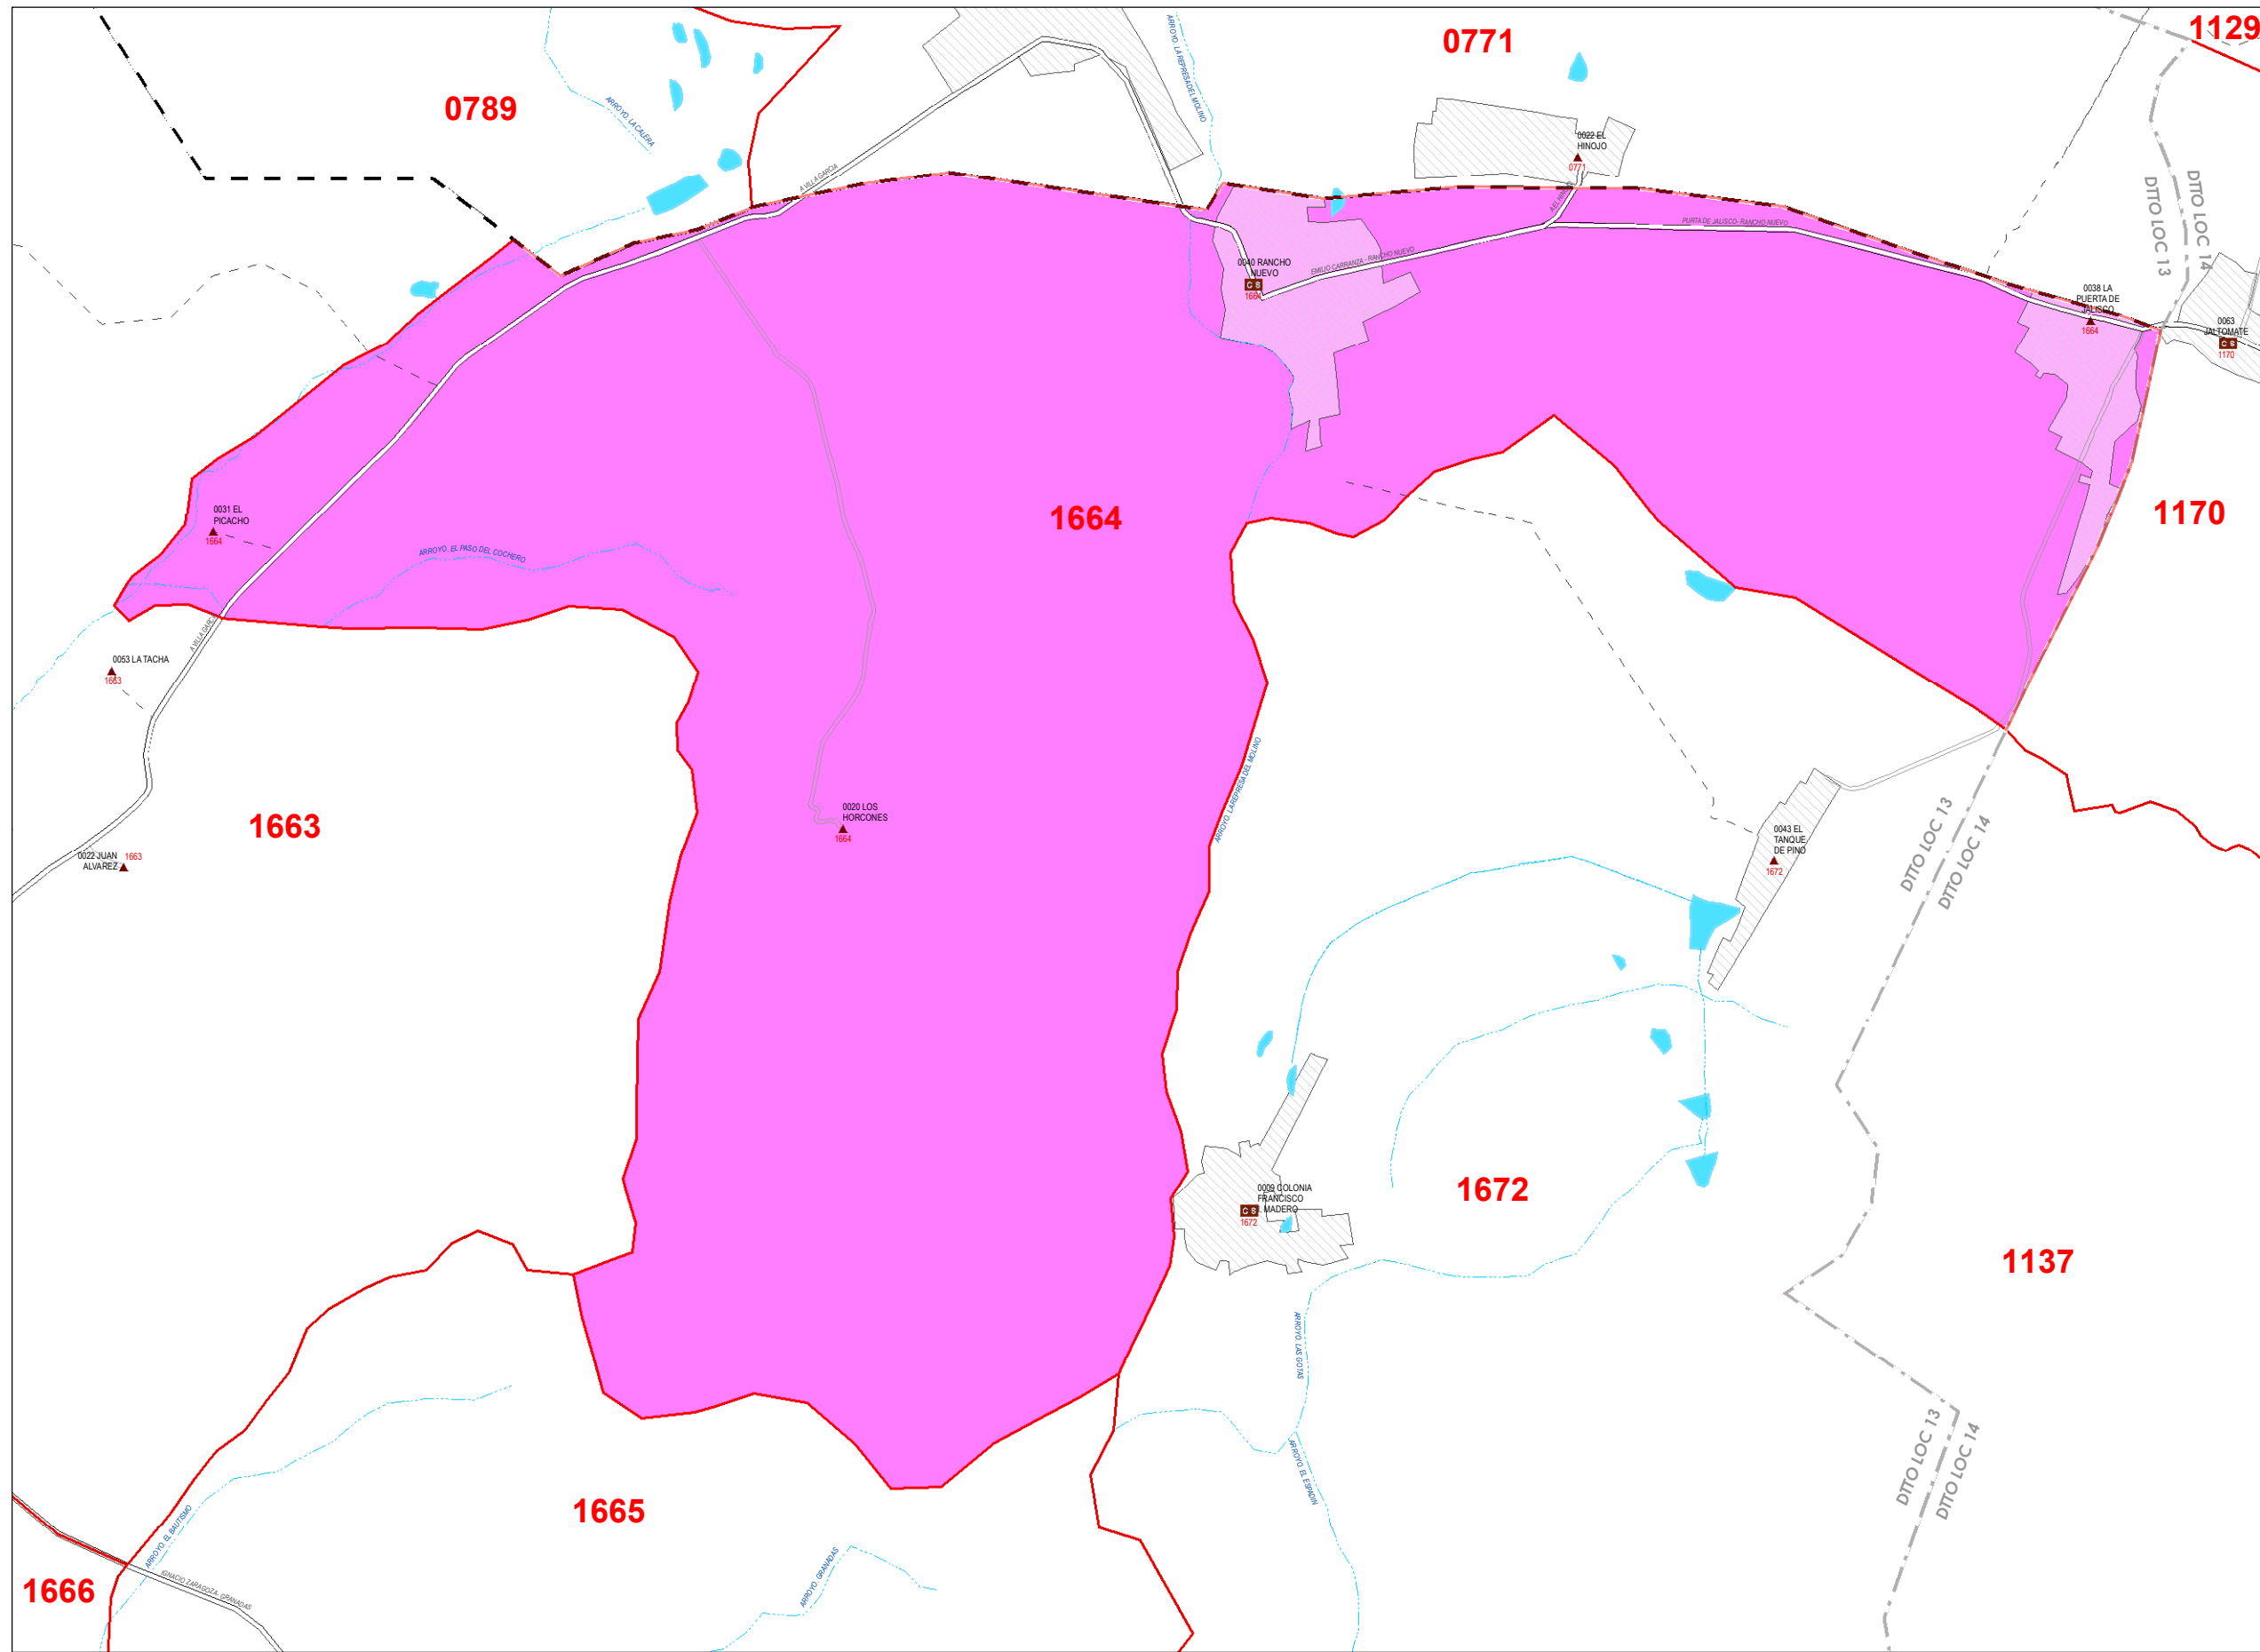 1129
0771
0789
ARROYO. LA CALERA
ARROYO. LA REPRESA DEL MOLINO
0022 EL
HINOJO
0771
A VILLA GARCIA
A EL HINOJO
PURTA DE JALISCO- RANCHO NUEVO
DTTO LOC 13
DTTO LOC 14
0040 RANCHO
NUEVO
C S
1664
EMILIO CARRANZA - RANCHO NUEVO
0038 LA
PUERTA DE
JALISCO
1664
0063
JALTOMATE
C S
1170
0031 EL
PICACHO
1664
1664
1170
ARROYO. EL PASO DEL COCHERO
A VILLA GARCIA
0053 LA TACHA
1663
1663
0022 JUAN
ALVAREZ
1663
0020 LOS
HORCONES
1664
ARROYO. LA REPRESA DEL MOLINO
0043 EL
TANQUE
DE PINO
1672
DTTO LOC 13
DTTO LOC 14
0009 COLONIA
FRANCISCO
. MADERO
C S
1672
1672
1137
ARROYO. LAS GOTAS
ARROYO. EL ESPADIN
DTTO LOC 13
DTTO LOC 14
1665
ARROYO. EL BAUTISMO
ARROYO. GRANADAS
IGNACIO ZARAGOZA- GRANADAS
1666